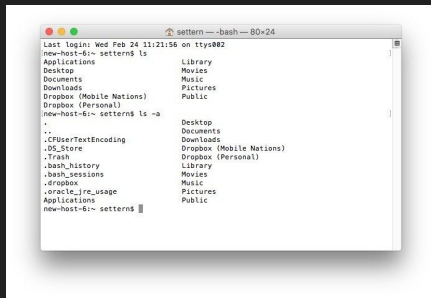 settern — -bash — 80×24
Last login: Wed Feb 24 11:21:56 on ttys002
[new-host-6:~ settern$ ls ]
Applications Library
Desktop Movies
Documents Music
Downloads Pictures
Dropbox (Mobile Nations) Public
Dropbox (Personal)
[new-host-6:~ settern$ ls -a ]
. Desktop
.. Documents
.CFUserTextEncoding Downloads
.DS_Store Dropbox (Mobile Nations)
.Trash Dropbox (Personal)
.bash_history Library
.bash_sessions Movies
.dropbox Music
.oracle_jre_usage Pictures
Applications Public
new-host-6:~ settern$